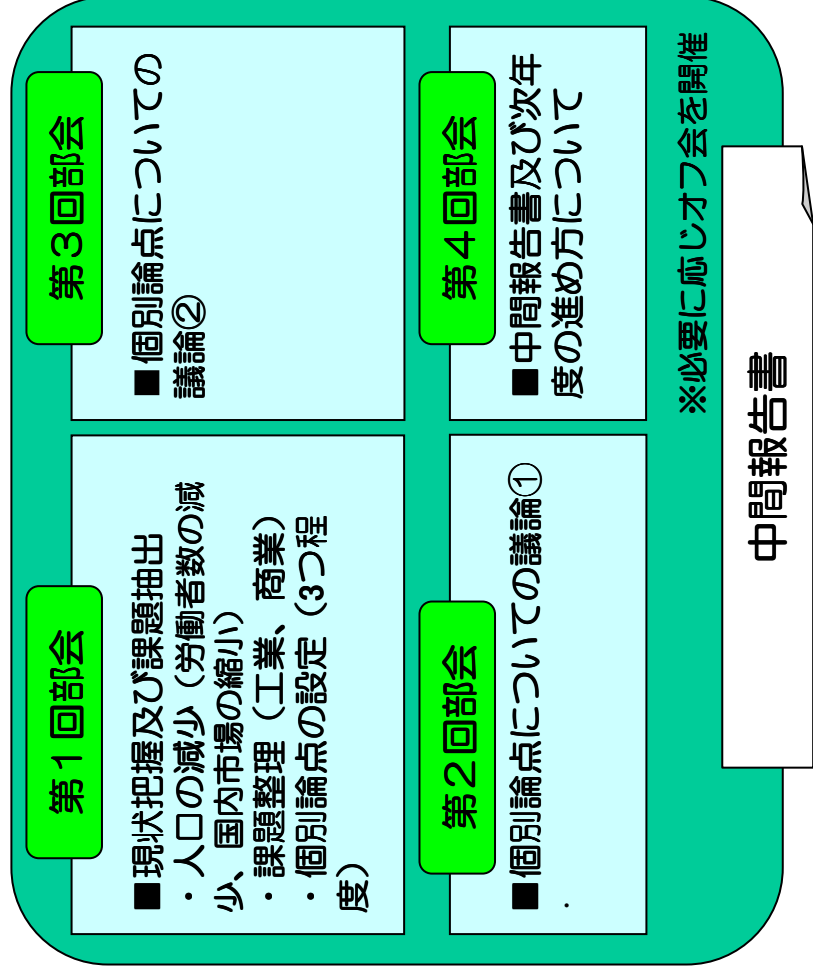 第1回部会
■現状把握及び課題抽出
・人口の減少（労働者数の減
少、国内市場の縮小）
・課題整理（工業、商業）
・個別論点の設定（3つ程
度）
第2回部会
■個別論点についての議論①
．
第3回部会
■個別論点についての
議論②
第4回部会
■中間報告書及び次年
度の進め方について
※必要に応じオフ会を開催
中間報告書